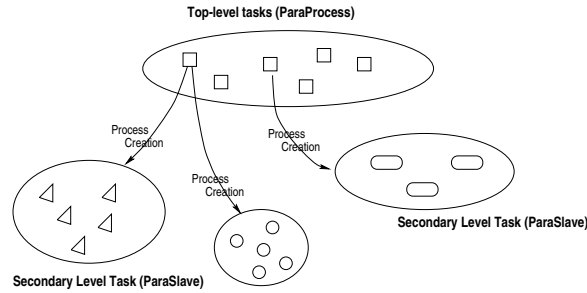 Top-level tasks (ParaProcess)
Process
Creation
Process
Creation
Process
Creation
Secondary Level Task (ParaSlave)
Secondary Level Task (ParaSlave)